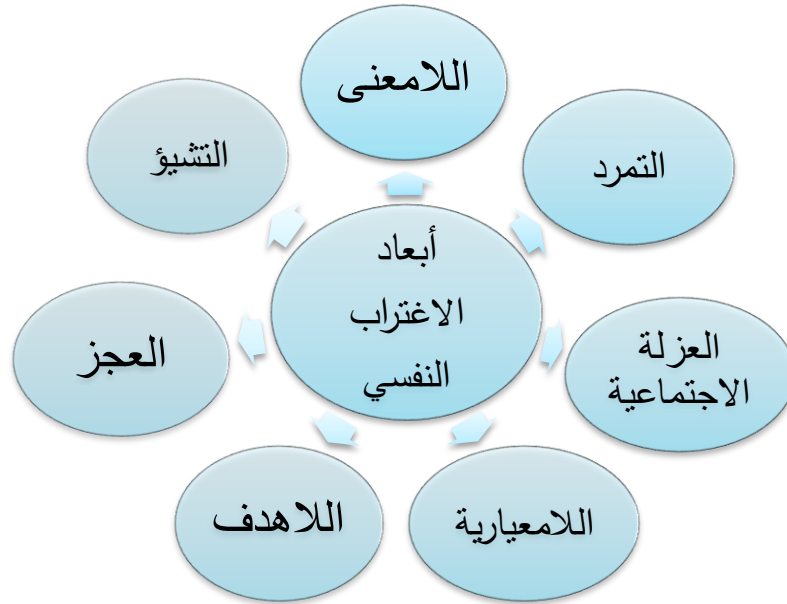 اللامعنى
التمرد
التشيؤ
أبعاد
الاغتراب
النفسي
العزلة
الاجتماعية
العجز
اللامعيارية
اللاهدف